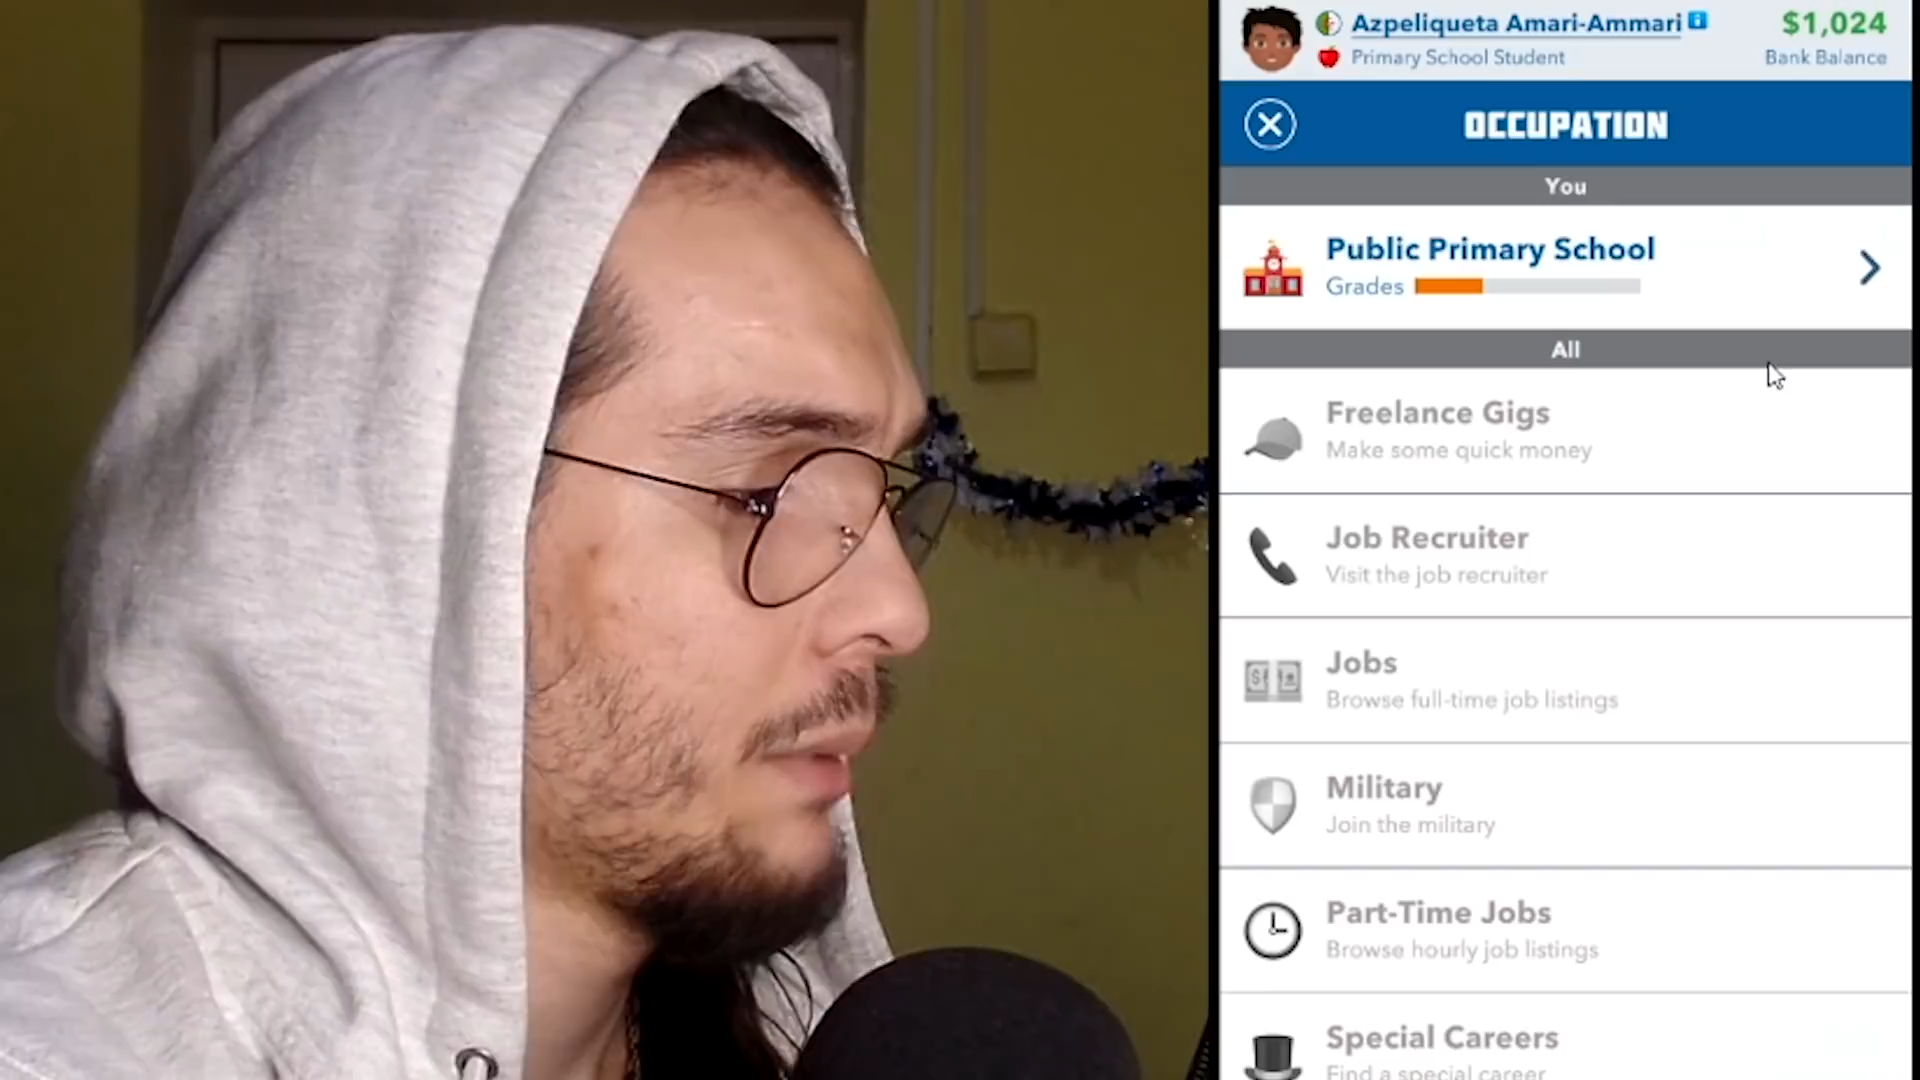 Azpeliqueta Amari-Ammari
$1,024
Primary School Student
Bank Balance
OCCUPATION
You
Public Primary School
Grades
All
Freelance Gigs
Make some quick money
Job Recruiter
Visit the job recruiter
Jobs
Browse full-time job listings
Military
Join the military
Part-Time Jobs
Browse hourly job listings
Special Careers
Find a special career